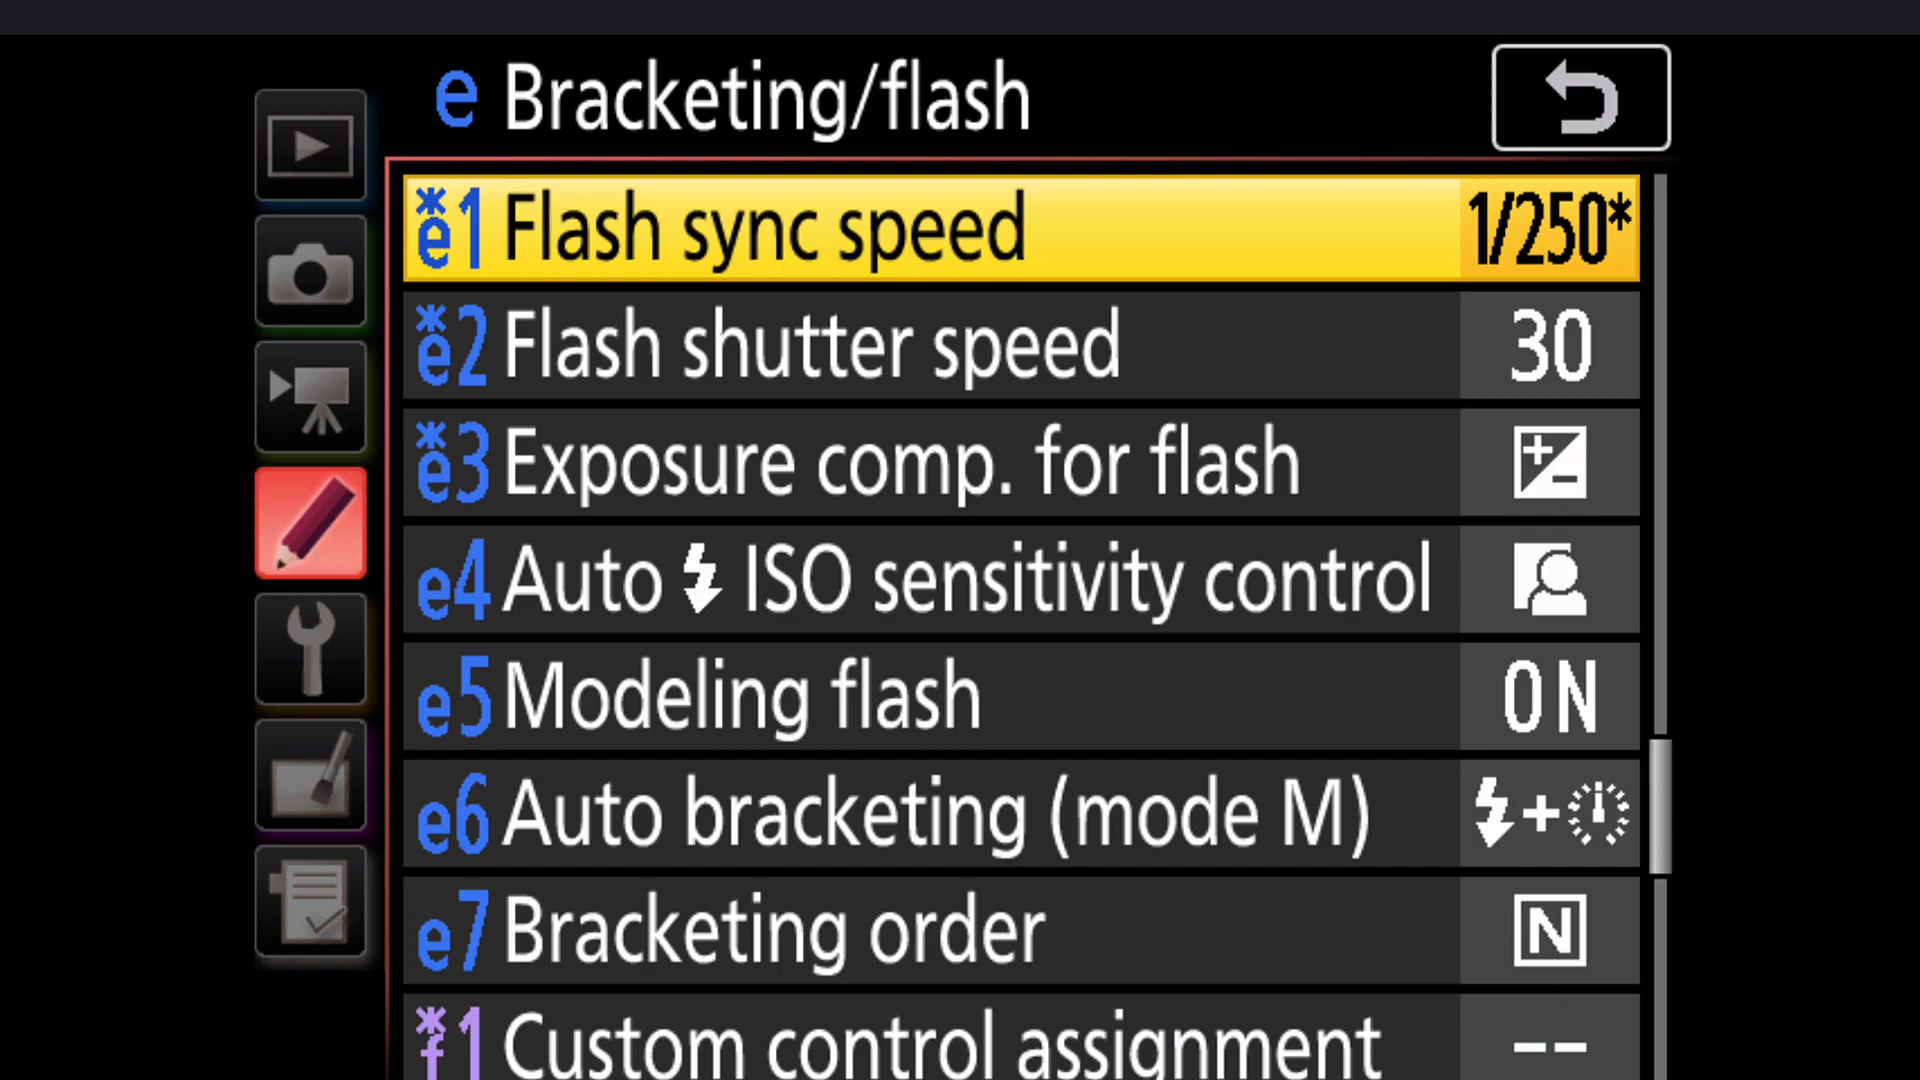 e Bracketing/flash
*e1 Flash sync speed 1/250*
*e2 Flash shutter speed 30
*e3 Exposure comp. for flash
e4 Auto ISO sensitivity control
e5 Modeling flash ON
e6 Auto bracketing (mode M)
e7 Bracketing order N
*f1 Custom control assignment --